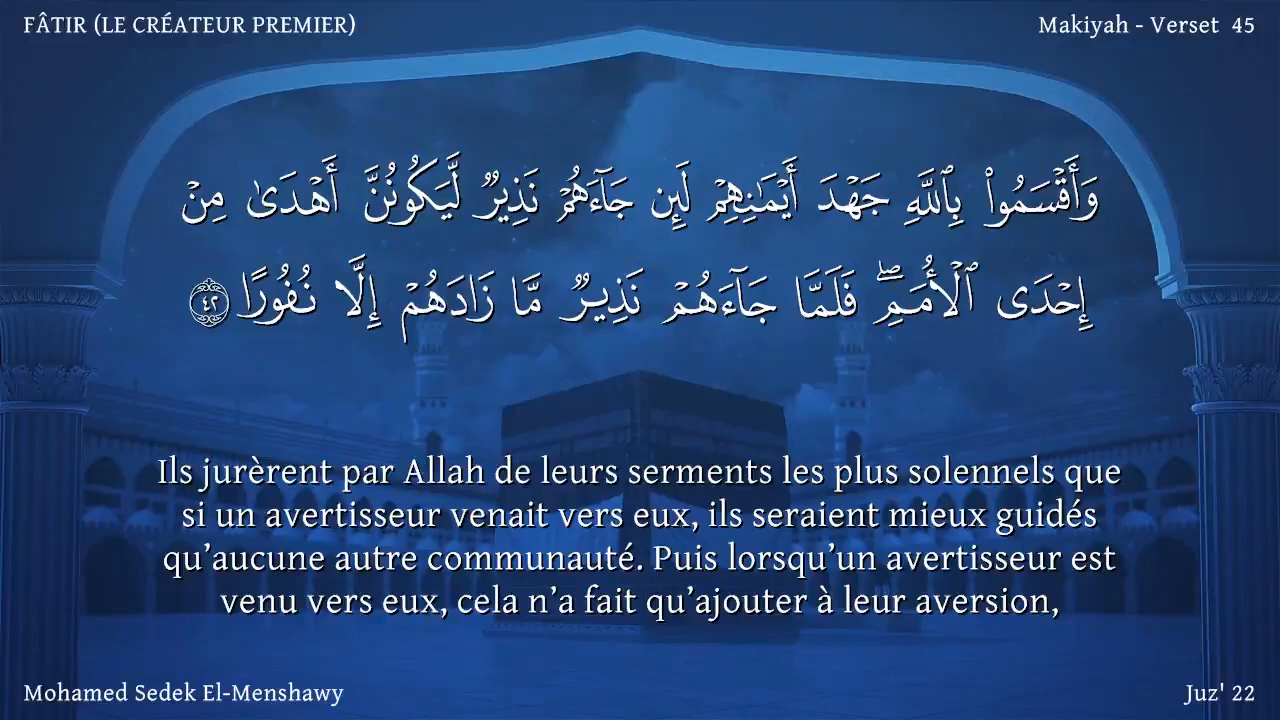 FÂTIR (LE CRÉATEUR PREMIER)
Makiyah - Verset 45
وَأَقْسَمُوا۟ بِٱللَّهِ جَهْدَ أَيْمَـٰنِهِمْ لَئِن جَآءَهُمْ نَذِيرٌ لَّيَكُونُنَّ أَهْدَىٰ مِنْ
إِحْدَى ٱلْأُمَمِ ۖ فَلَمَّا جَآءَهُمْ نَذِيرٌ مَّا زَادَهُمْ إِلَّا نُفُورًا ٤٢
Ils jurèrent par Allah de leurs serments les plus solennels que
si un avertisseur venait vers eux, ils seraient mieux guidés
qu’aucune autre communauté. Puis lorsqu’un avertisseur est
venu vers eux, cela n’a fait qu’ajouter à leur aversion,
Mohamed Sedek El-Menshawy
Juz' 22